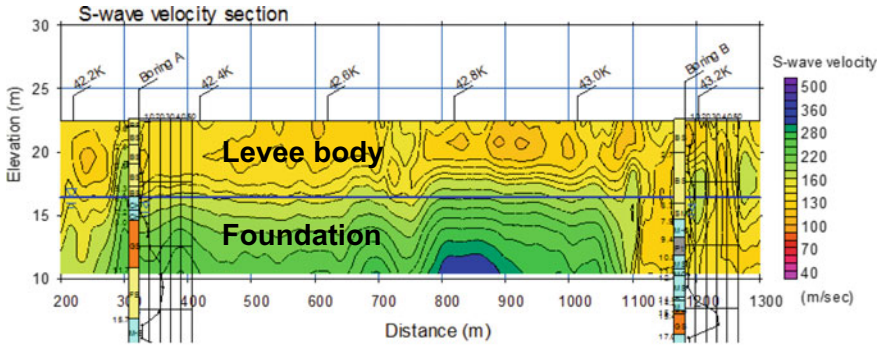 S-wave velocity section
30
25
20
15
10
Elevation (m)
42.2K
Boring A
42.4K
42.6K
42.8K
43.0K
Boring B
43.2K
Levee body
Foundation
200 300 400 500 600 700 800 900 1000 1100 1200 1300
Distance (m)
S-wave velocity
500
360
280
220
160
130
100
70
40
(m/sec)